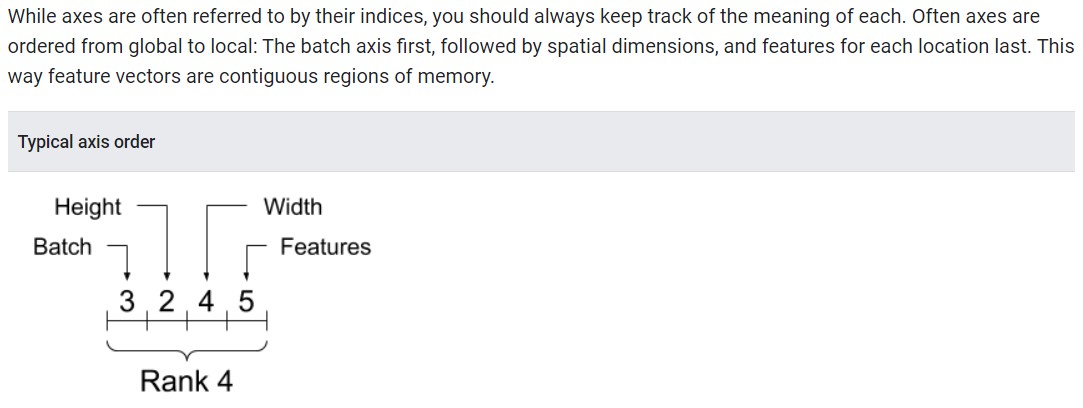 While axes are often referred to by their indices, you should always keep track of the meaning of each. Often axes are
ordered from global to local: The batch axis first, followed by spatial dimensions, and features for each location last. This
way feature vectors are contiguous regions of memory.
Typical axis order
Height Width
Batch Features
3 2 4 5
Rank 4